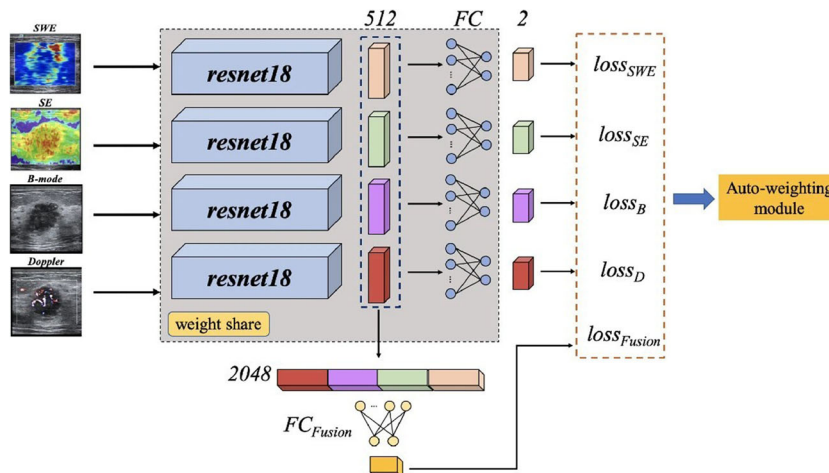 512 FC 2
SWE
resnet18
loss_SWE
SE
resnet18
loss_SE
B-mode
resnet18
loss_B
Auto-weighting
module
Doppler
resnet18
loss_D
weight share
loss_Fusion
2048
FC_Fusion